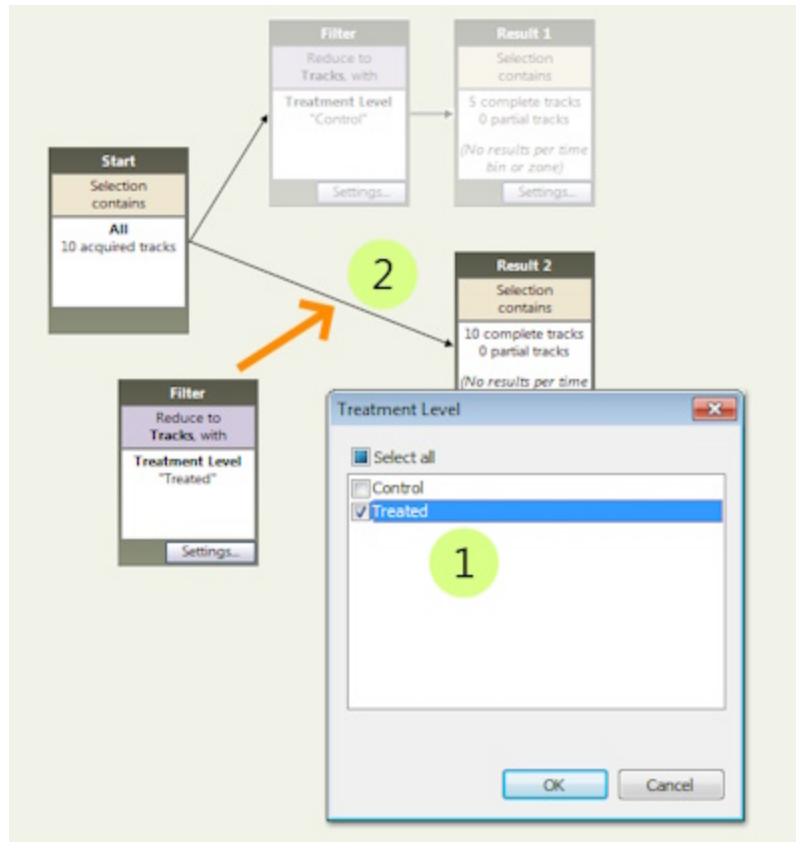 Filter
Reduce to
Tracks, with
Treatment Level
"Control"
Settings...
Result 1
Selection
contains
5 complete tracks
0 partial tracks
(No results per time
bin or zone)
Settings...
Start
Selection
contains
All
10 acquired tracks
2
Result 2
Selection
contains
10 complete tracks
0 partial tracks
(No results per time
Filter
Reduce to
Tracks, with
Treatment Level
"Treated"
Settings...
Treatment Level
Select all
Control
Treated
1
OK
Cancel